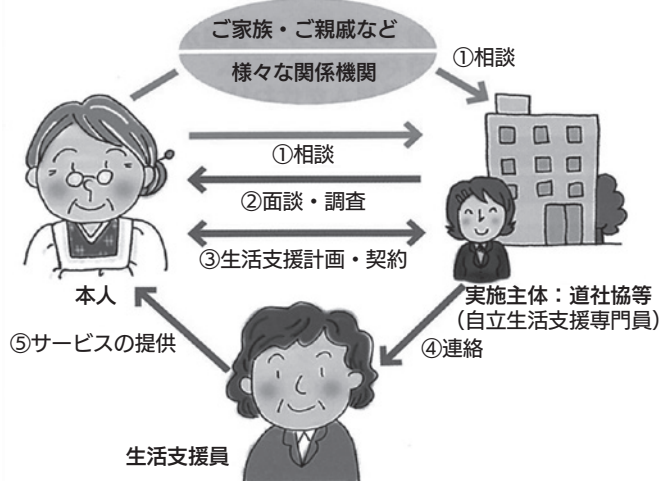 ご家族・ご親戚など
様々な関係機関
①相談
①相談
②面談・調査
③生活支援計画・契約
本人
実施主体：道社協等
（自立生活支援専門員）
⑤サービスの提供
④連絡
生活支援員